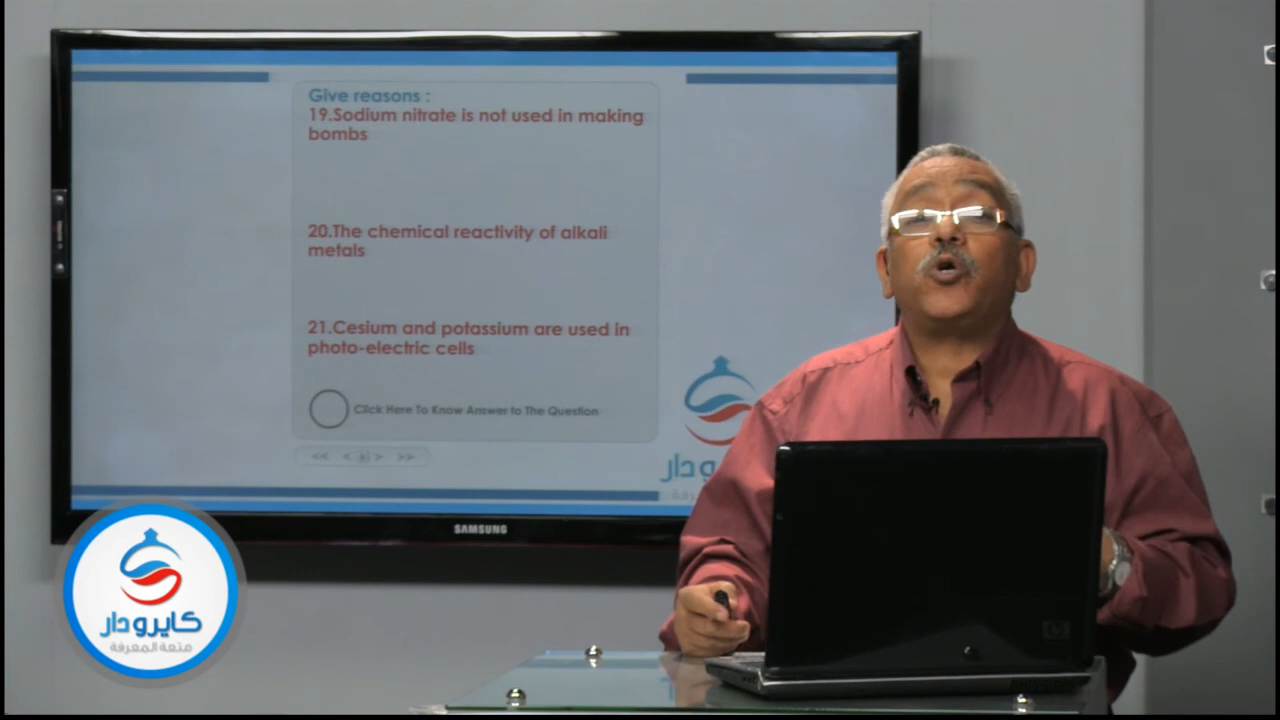 Give reasons :
19.Sodium nitrate is not used in making
bombs
20.The chemical reactivity of alkali
metals
21.Cesium and potassium are used in
photo-electric cells
Click Here To Know Answer to The Question
SAMSUNG
كايرودار
متعة المعرفة